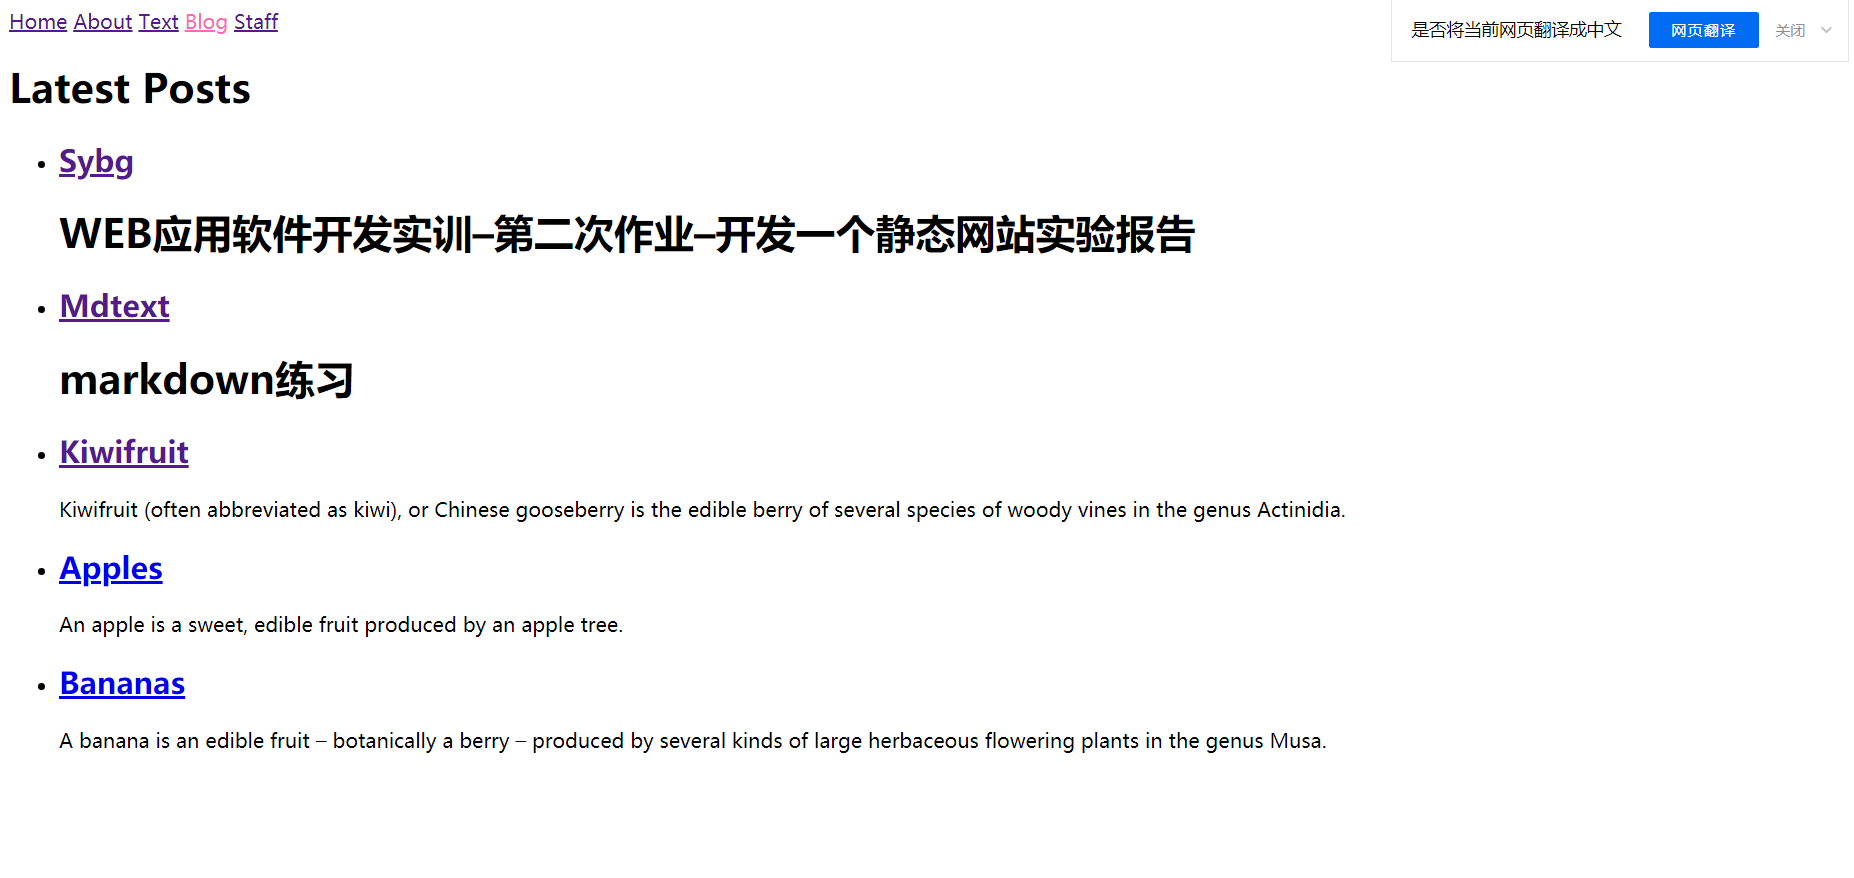 Home About Text Blog Staff
是否将当前网页翻译成中文 网页翻译 关闭
Latest Posts
Sybg
WEB应用软件开发实训–第二次作业–开发一个静态网站实验报告
Mdtext
markdown练习
Kiwifruit
Kiwifruit (often abbreviated as kiwi), or Chinese gooseberry is the edible berry of several species of woody vines in the genus Actinidia.
Apples
An apple is a sweet, edible fruit produced by an apple tree.
Bananas
A banana is an edible fruit – botanically a berry – produced by several kinds of large herbaceous flowering plants in the genus Musa.